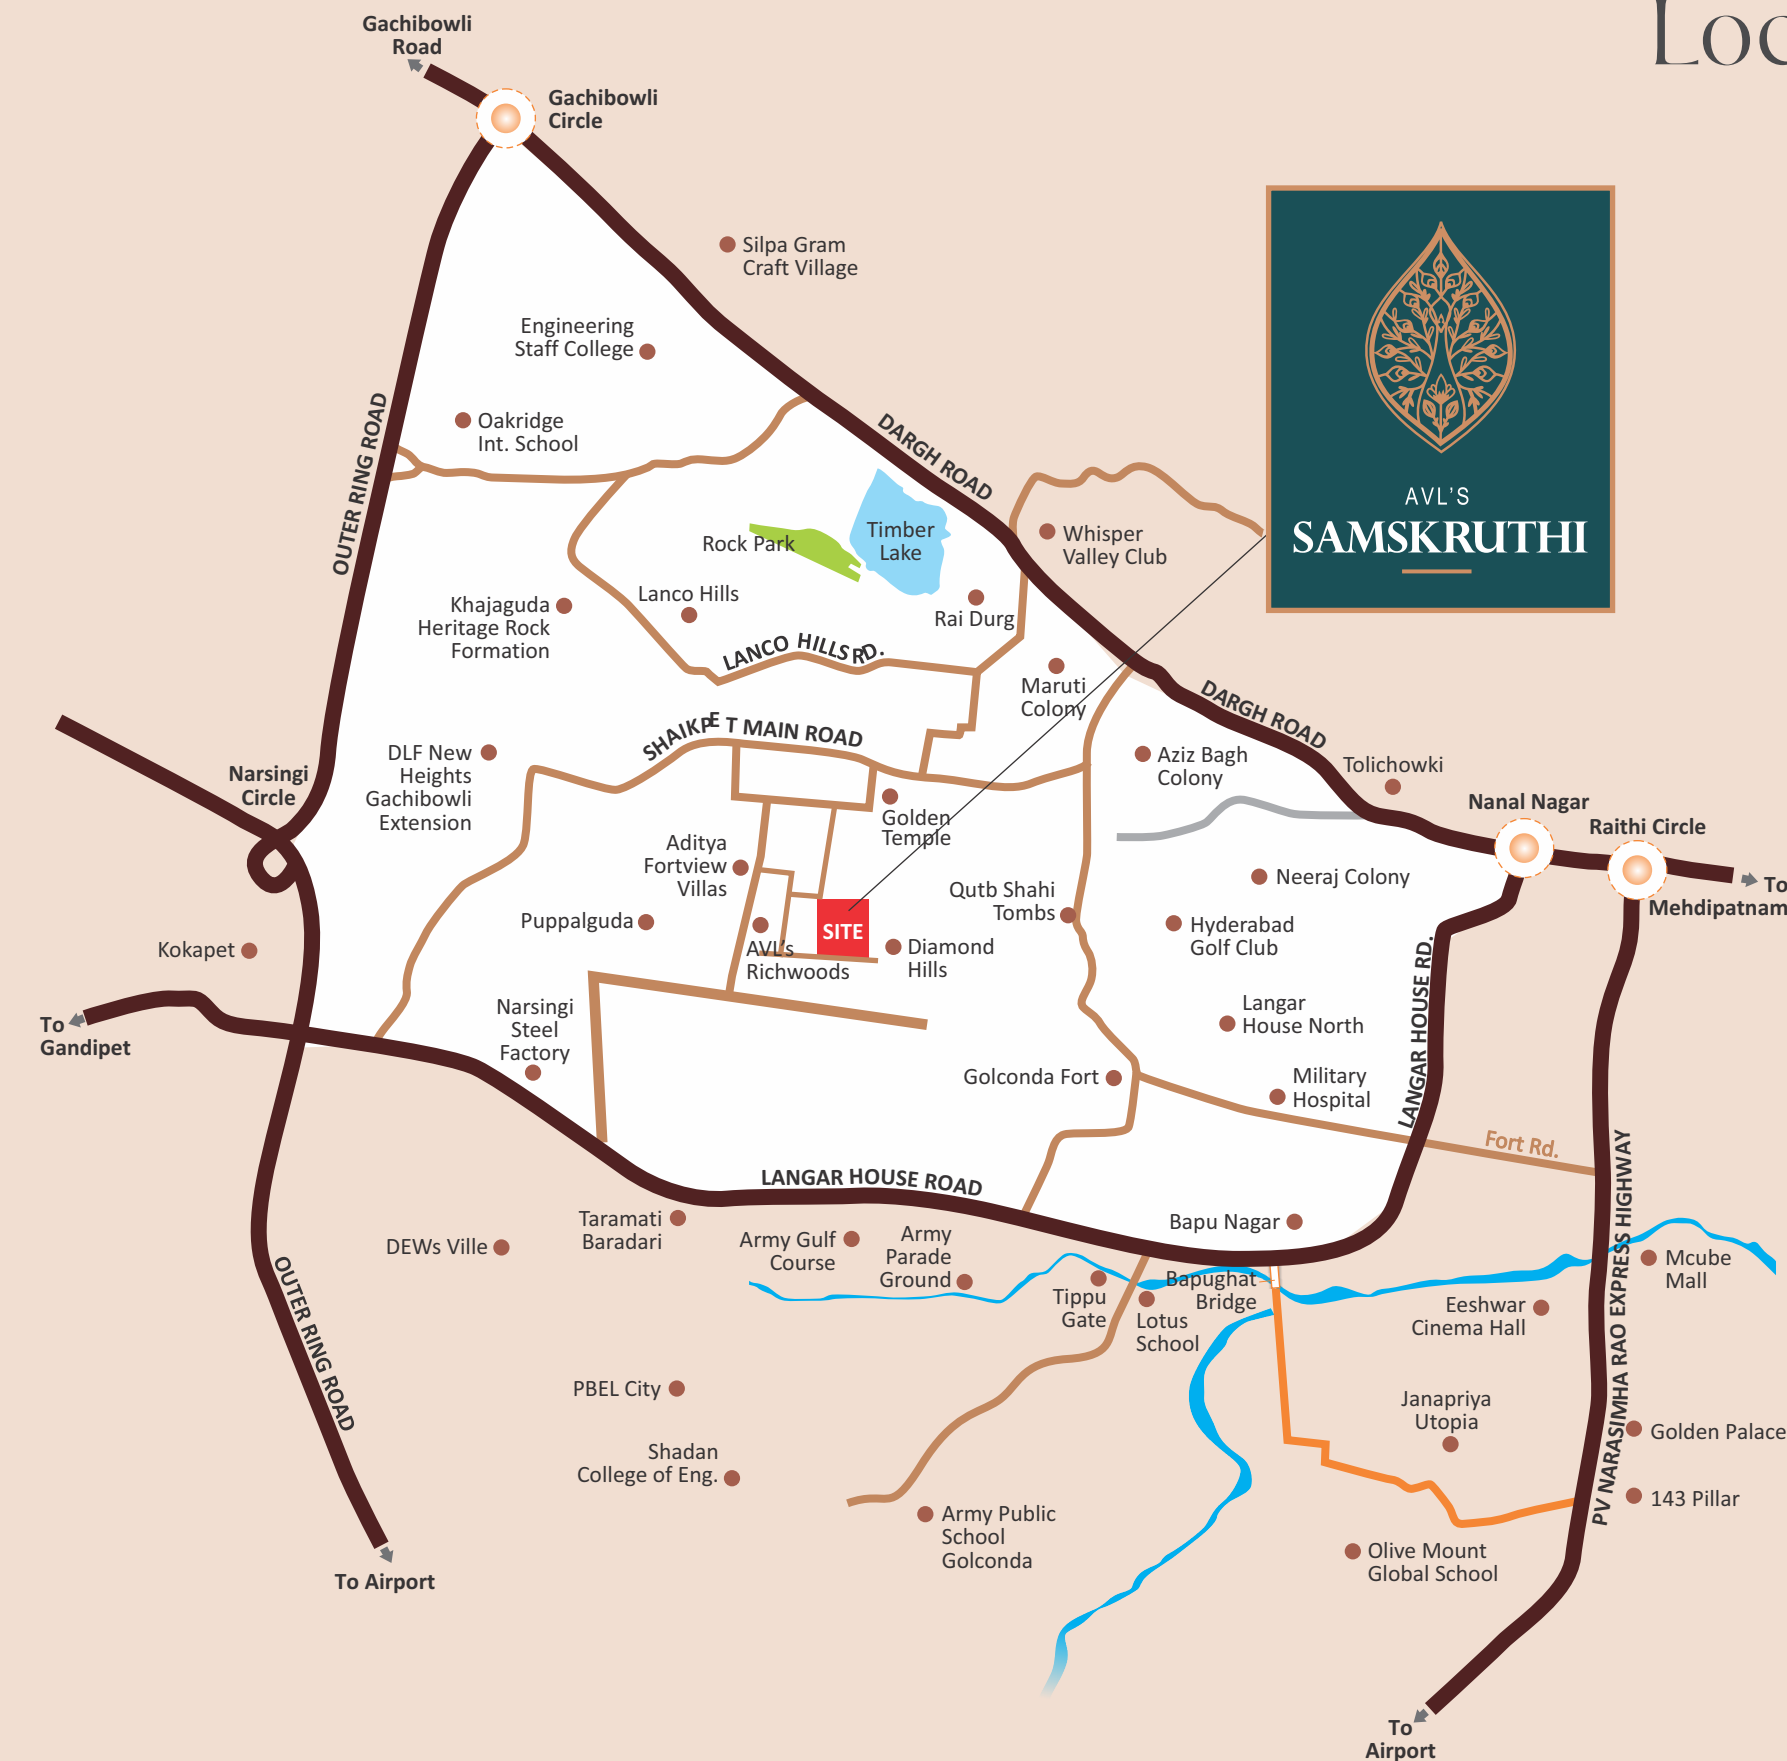 Gachibowli
Road
Loc
Gachibowli
Circle
Silpa Gram
Craft Village
Engineering
Staff College
Oakridge
Int. School
OUTER RING ROAD
DARGH ROAD
AVL'S
SAMSKRUTHI
Timber
Lake
Rock Park
Whisper
Valley Club
Lanco Hills
Rai Durg
Khajaguda
Heritage Rock
Formation
LANCO HILLS RD.
Maruti
Colony
DARGH ROAD
SHAIKPET MAIN ROAD
DLF New
Heights
Gachibowli
Extension
Narsingi
Circle
Aziz Bagh
Colony
Tolichowki
Nanal Nagar
Raithi Circle
To
Mehdipatnam
Golden
Temple
Aditya
Fortview
Villas
Neeraj Colony
Qutb Shahi
Tombs
Puppalguda
SITE
AVL's
Richwoods
Diamond
Hills
Hyderabad
Golf Club
Kokapet
LANGAR HOUSE RD.
To
Gandipet
Narsingi
Steel
Factory
Langar
House North
Golconda Fort
Military
Hospital
Fort Rd.
LANGAR HOUSE ROAD
PV NARASIMHA RAO EXPRESS HIGHWAY
Taramati
Baradari
DEWs Ville
Army Gulf
Course
Army
Parade
Ground
Bapu Nagar
Tippu
Gate
Bapughat
Bridge
Lotus
School
Mcube
Mall
Eeshwar
Cinema Hall
OUTER RING ROAD
PBEL City
Janapriya
Utopia
Golden Palace
Shadan
College of Eng.
143 Pillar
Army Public
School
Golconda
Olive Mount
Global School
To Airport
To
Airport